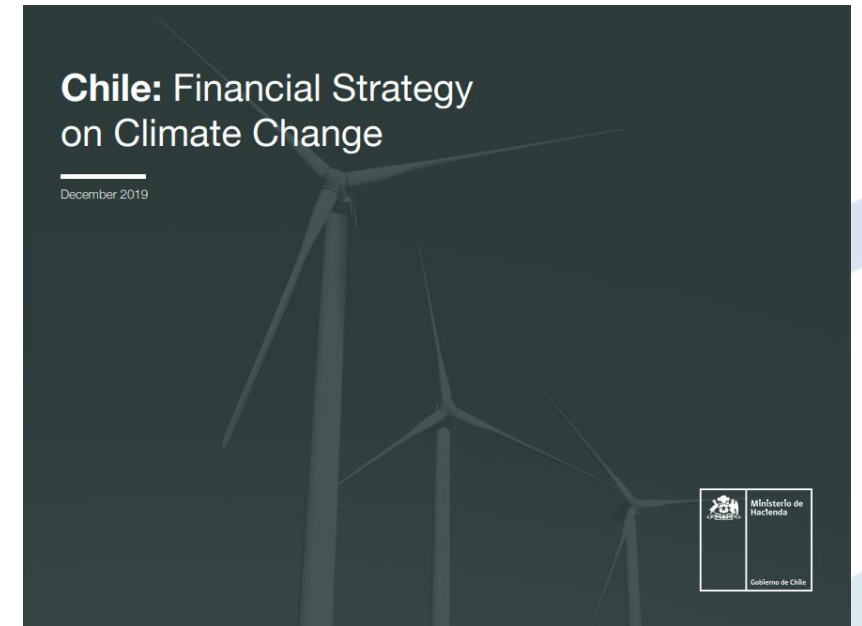 Chile: Financial Strategy
on Climate Change
December 2019
Ministerio de
Hacienda
Gobierno de Chile